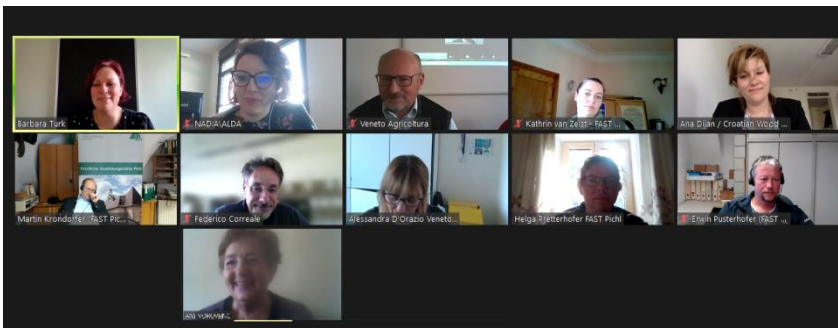 Barbara Turk
NADIA\ALDA
Veneto Agricoltura
Kathrin van Zeist - FAST ...
Ana Dijan / Croatian Wood ...
Martin Krondorfer -FAST Pic...
Federico Correale
Alessandra D'Orazio Veneto...
Helga Pretterhofer FAST Pichl
Erwin Pusterhofer (FAST ...